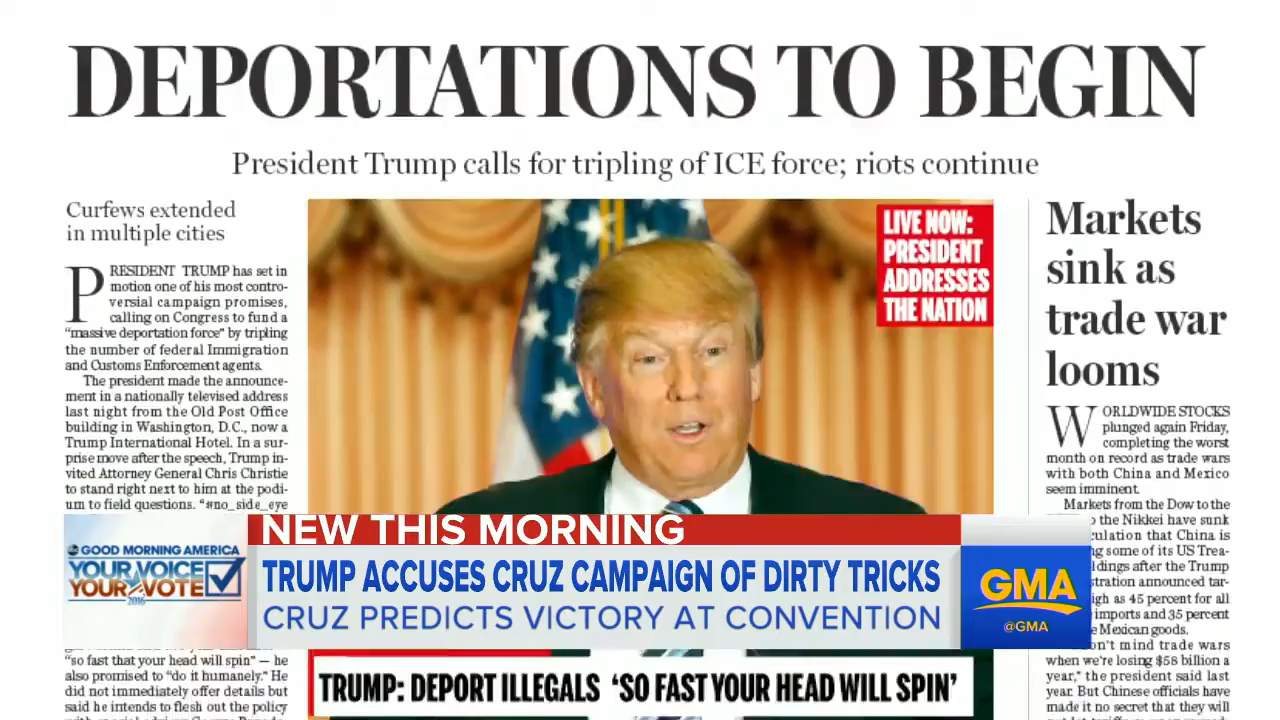 DEPORTATIONS TO BEGIN
President Trump calls for tripling of ICE force; riots continue
Curfews extended
in multiple cities
PRESIDENT TRUMP has set in
motion one of his most contro-
versial campaign promises,
calling on Congress to fund a
“massive deportation force” by tripling
the number of federal Immigration
and Customs Enforcement agents.
The president made the announce-
ment in a nationally televised address
last night from the Old Post Office
building in Washington, D.C., now a
Trump International Hotel. In a sur-
prise move after the speech, Trump in-
vited Attorney General Chris Christie
to stand right next to him at the podi-
um to field questions. “#no_side_eye
LIVE NOW:
PRESIDENT
ADDRESSES
THE NATION
Markets
sink as
trade war
looms
WORLDWIDE STOCKS
plunged again Friday,
completing the worst
month on record as trade wars
with both China and Mexico
seem imminent.
Markets from the Dow to the
the Nikkei have sunk
culation that China is
some of its US Trea-
dings after the Trump
stration announced tar-
igh as 45 percent for all
imports and 35 percent
Mexican goods.
on't mind trade wars
when we're losing $58 billion a
year,” the president said last
year. But Chinese officials have
made it no secret that they will
NEW THIS MORNING
abc GOOD MORNING AMERICA
YOUR VOICE
YOUR VOTE
2016
TRUMP ACCUSES CRUZ CAMPAIGN OF DIRTY TRICKS
CRUZ PREDICTS VICTORY AT CONVENTION
GMA
@GMA
“so fast that your head will spin” — he
also promised to “do it humanely.” He
did not immediately offer details but
said he intends to flesh out the policy
TRUMP: DEPORT ILLEGALS ‘SO FAST YOUR HEAD WILL SPIN’